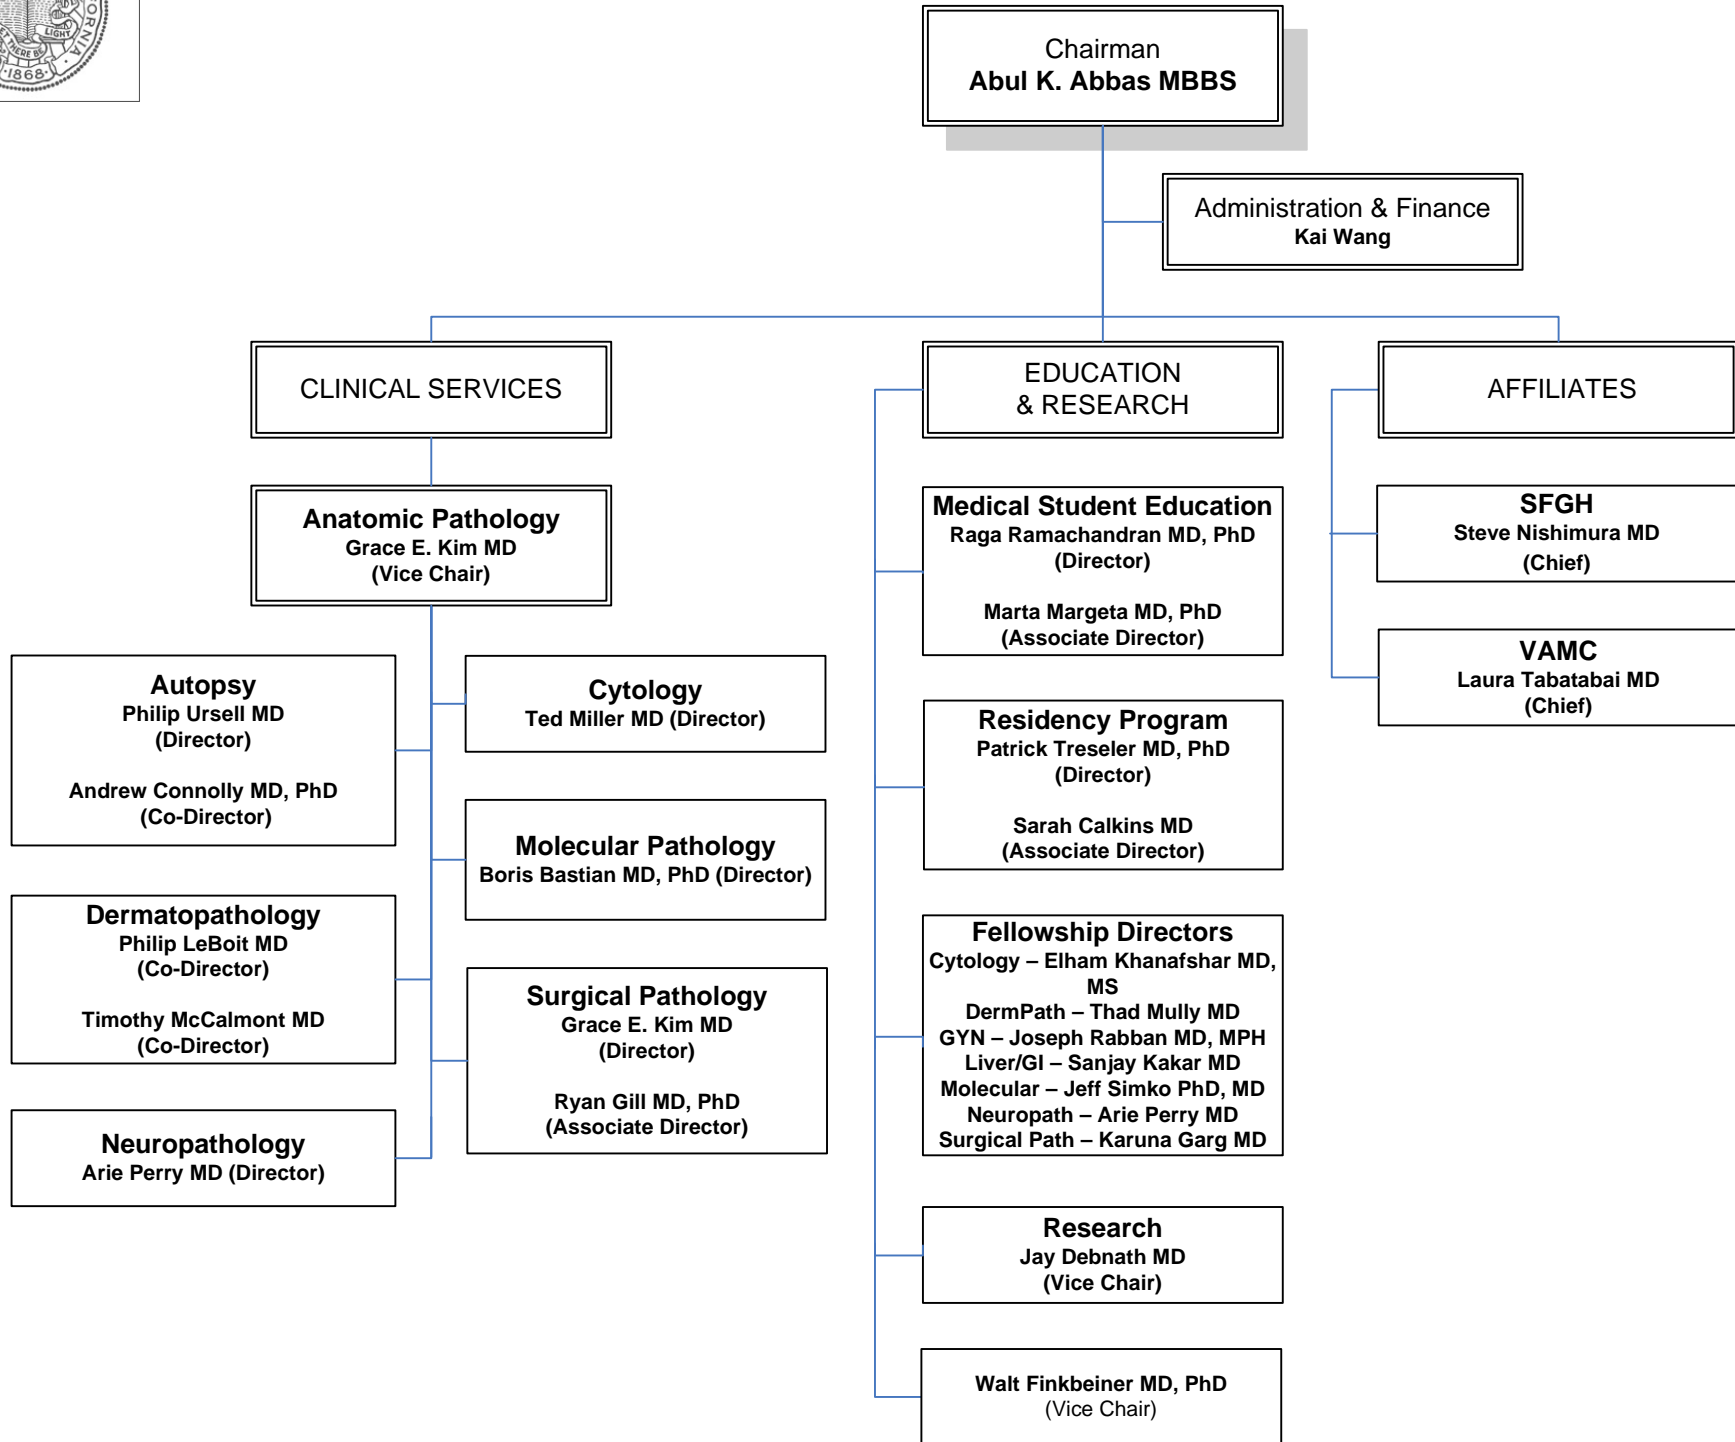 ORNIA
ET THERE BE
LIGHT
·1868·
Chairman
Abul K. Abbas MBBS
Administration & Finance
Kai Wang
CLINICAL SERVICES
Anatomic Pathology
Grace E. Kim MD
(Vice Chair)
Autopsy
Philip Ursell MD
(Director)
Andrew Connolly MD, PhD
(Co-Director)
Dermatopathology
Philip LeBoit MD
(Co-Director)
Timothy McCalmont MD
(Co-Director)
Neuropathology
Arie Perry MD (Director)
Cytology
Ted Miller MD (Director)
Molecular Pathology
Boris Bastian MD, PhD (Director)
Surgical Pathology
Grace E. Kim MD
(Director)
Ryan Gill MD, PhD
(Associate Director)
EDUCATION
& RESEARCH
Medical Student Education
Raga Ramachandran MD, PhD
(Director)
Marta Margeta MD, PhD
(Associate Director)
Residency Program
Patrick Treseler MD, PhD
(Director)
Sarah Calkins MD
(Associate Director)
Fellowship Directors
Cytology – Elham Khanafshar MD,
MS
DermPath – Thad Mully MD
GYN – Joseph Rabban MD, MPH
Liver/GI – Sanjay Kakar MD
Molecular – Jeff Simko PhD, MD
Neuropath – Arie Perry MD
Surgical Path – Karuna Garg MD
Research
Jay Debnath MD
(Vice Chair)
Walt Finkbeiner MD, PhD
(Vice Chair)
AFFILIATES
SFGH
Steve Nishimura MD
(Chief)
VAMC
Laura Tabatabai MD
(Chief)